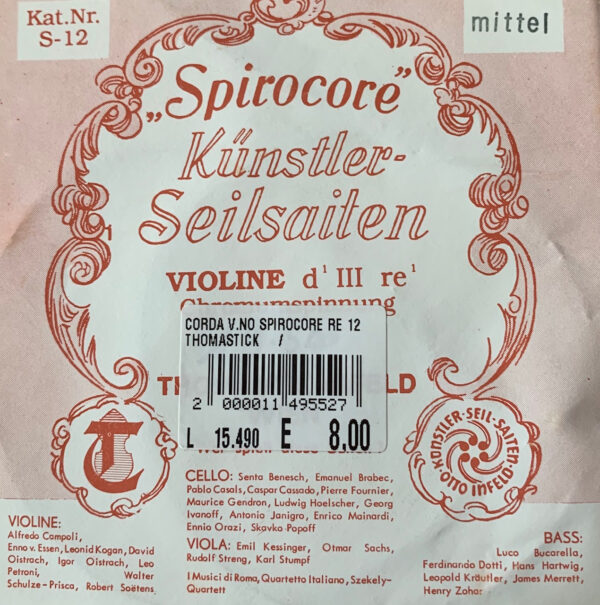 Kat.Nr.
S-12
mittel
„Spirocore”
Künstler-
Seilsaiten
VIOLINE d¹ III re¹
Chromumspinnung
CORDA V.NO SPIROCORE RE 12
THOMASTICK /
2 000011 495527
L 15.490 E 8,00
KÜNSTLER-SEIL-SAITEN
OTTO INFELD
VIOLINE:
Alfredo Campoli,
Enno v. Essen, Leonid Kogan, David
Oistrach, Igor Oistrach, Leo
Petroni, Walter
Schulze-Prisca, Robert Soëtens
CELLO: Senta Benesch, Emanuel Brabec,
Pablo Casals, Caspar Cassado, Pierre Fournier,
Maurice Gendron, Ludwig Hoelscher, Georg
Ivanoff, Antonio Janigro, Enrico Mainardi,
Ennio Orazi, Skavko Popoff
VIOLA: Emil Kessinger, Otmar Sachs,
Rudolf Streng, Karl Stumpf
I Musici di Roma, Quartetto Italiano, Szekely-
Quartett
BASS:
Luco Bucarella,
Ferdinando Dotti, Hans Hartwig,
Leopold Kräutler, James Merrett,
Henry Zohar